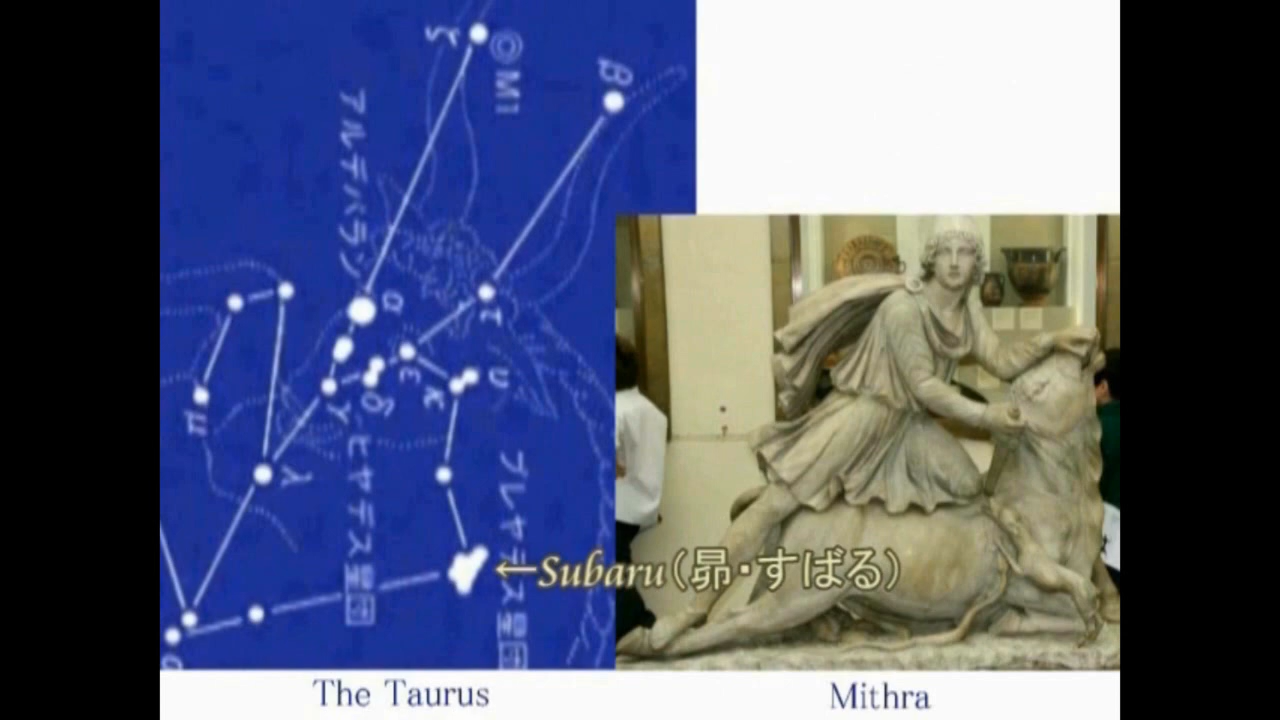 ζ
M1
β
アルデバラン
α
τ
ε
κ
υ
γ
δ
μ
λ
ヒヤデス星団
プレヤデス星団
←Subaru(昴・すばる)
ο
The Taurus
Mithra